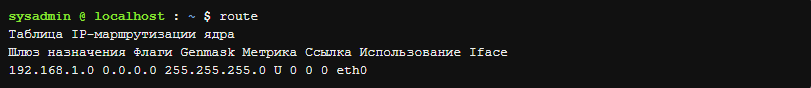 sysadmin @ localhost : ~ $ route
Таблица IP-маршрутизации ядра
Шлюз назначения Флаги Genmask Метрика Ссылка Использование Iface
192.168.1.0 0.0.0.0 255.255.255.0 U 0 0 0 eth0